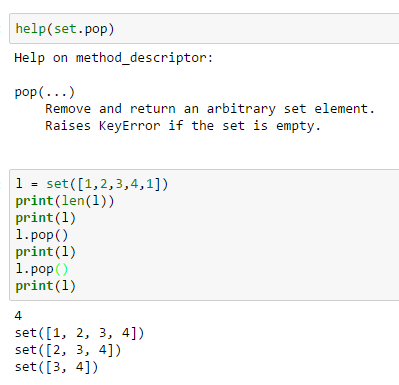 help(set.pop)
Help on method_descriptor:
pop(...)
    Remove and return an arbitrary set element.
    Raises KeyError if the set is empty.
l = set([1,2,3,4,1])
print(len(l))
print(l)
l.pop()
print(l)
l.pop()
print(l)
4
set([1, 2, 3, 4])
set([2, 3, 4])
set([3, 4])